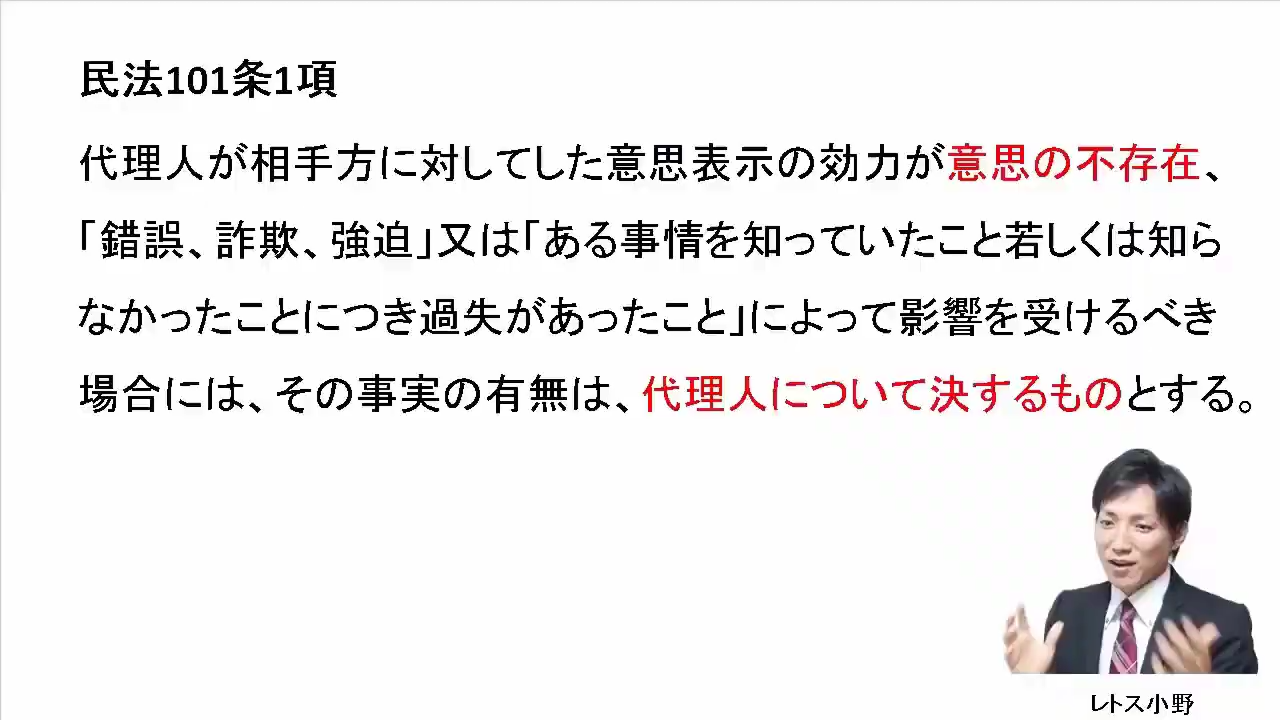 民法101条1項
代理人が相手方に対してした意思表示の効力が意思の不存在、
「錯誤、詐欺、強迫」又は「ある事情を知っていたこと若しくは知ら
なかったことにつき過失があったこと」によって影響を受けるべき
場合には、その事実の有無は、代理人について決するものとする。
レトス小野